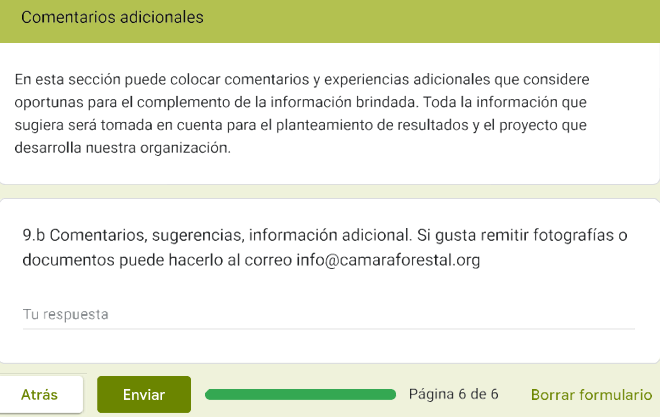 Comentarios adicionales
En esta sección puede colocar comentarios y experiencias adicionales que considere
oportunas para el complemento de la información brindada. Toda la información que
sugiera será tomada en cuenta para el planteamiento de resultados y el proyecto que
desarrolla nuestra organización.
9.b Comentarios, sugerencias, información adicional. Si gusta remitir fotografías o
documentos puede hacerlo al correo info@camaraforestal.org
Tu respuesta
Atrás
Enviar
Página 6 de 6
Borrar formulario